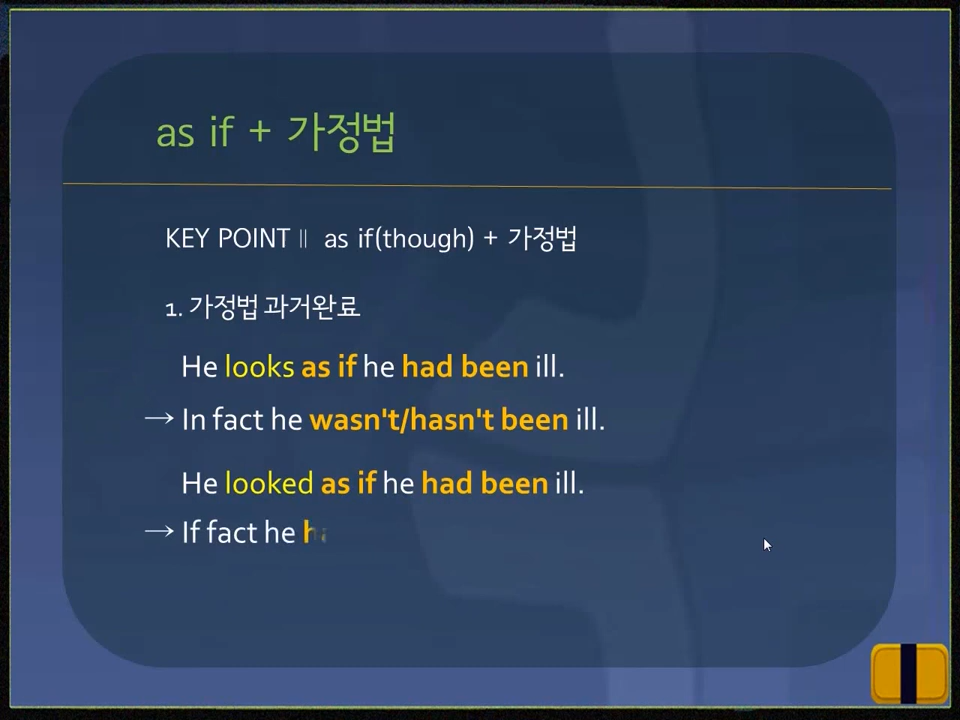 as if + 가정법
KEY POINT Ⅱ as if(though) + 가정법
1. 가정법 과거완료
He looks as if he had been ill.
→ In fact he wasn't/hasn't been ill.
He looked as if he had been ill.
→ If fact he